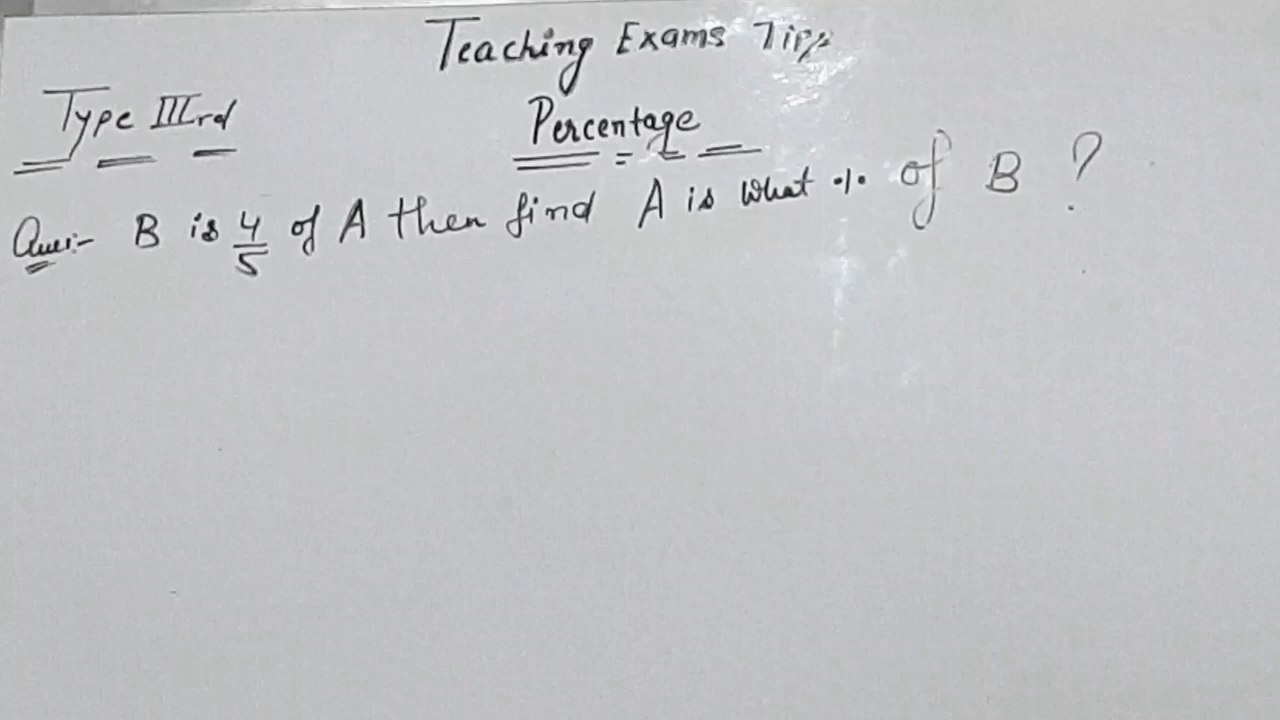 Teaching Exams Tips
Type IIIrd
Percentage
Ques:- B is 4/5 of A then find A is what % of B ?